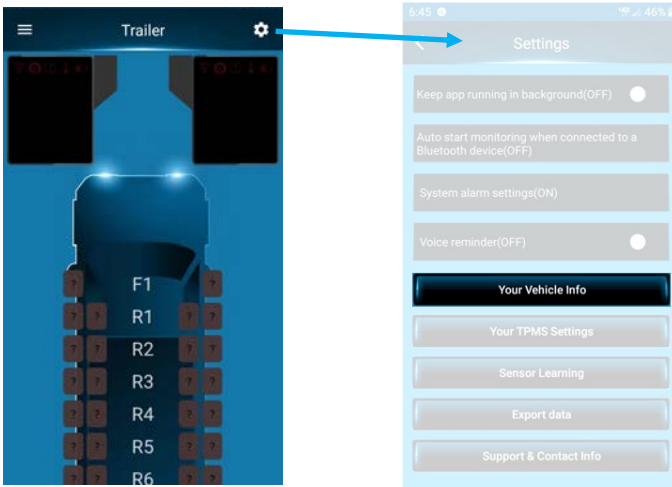 Trailer
F1
R1
R2
R3
R4
R5
R6
? ? ? ? ? ? ? ? ? ? ? ? ? ? ? ? ? ? ? ? ? ? ? ? ? ?
6:45
46%
Settings
Keep app running in background(OFF)
Auto start monitoring when connected to a
Bluetooth device(OFF)
System alarm settings(ON)
Voice reminder(OFF)
Your Vehicle Info
Your TPMS Settings
Sensor Learning
Export data
Support & Contact Info